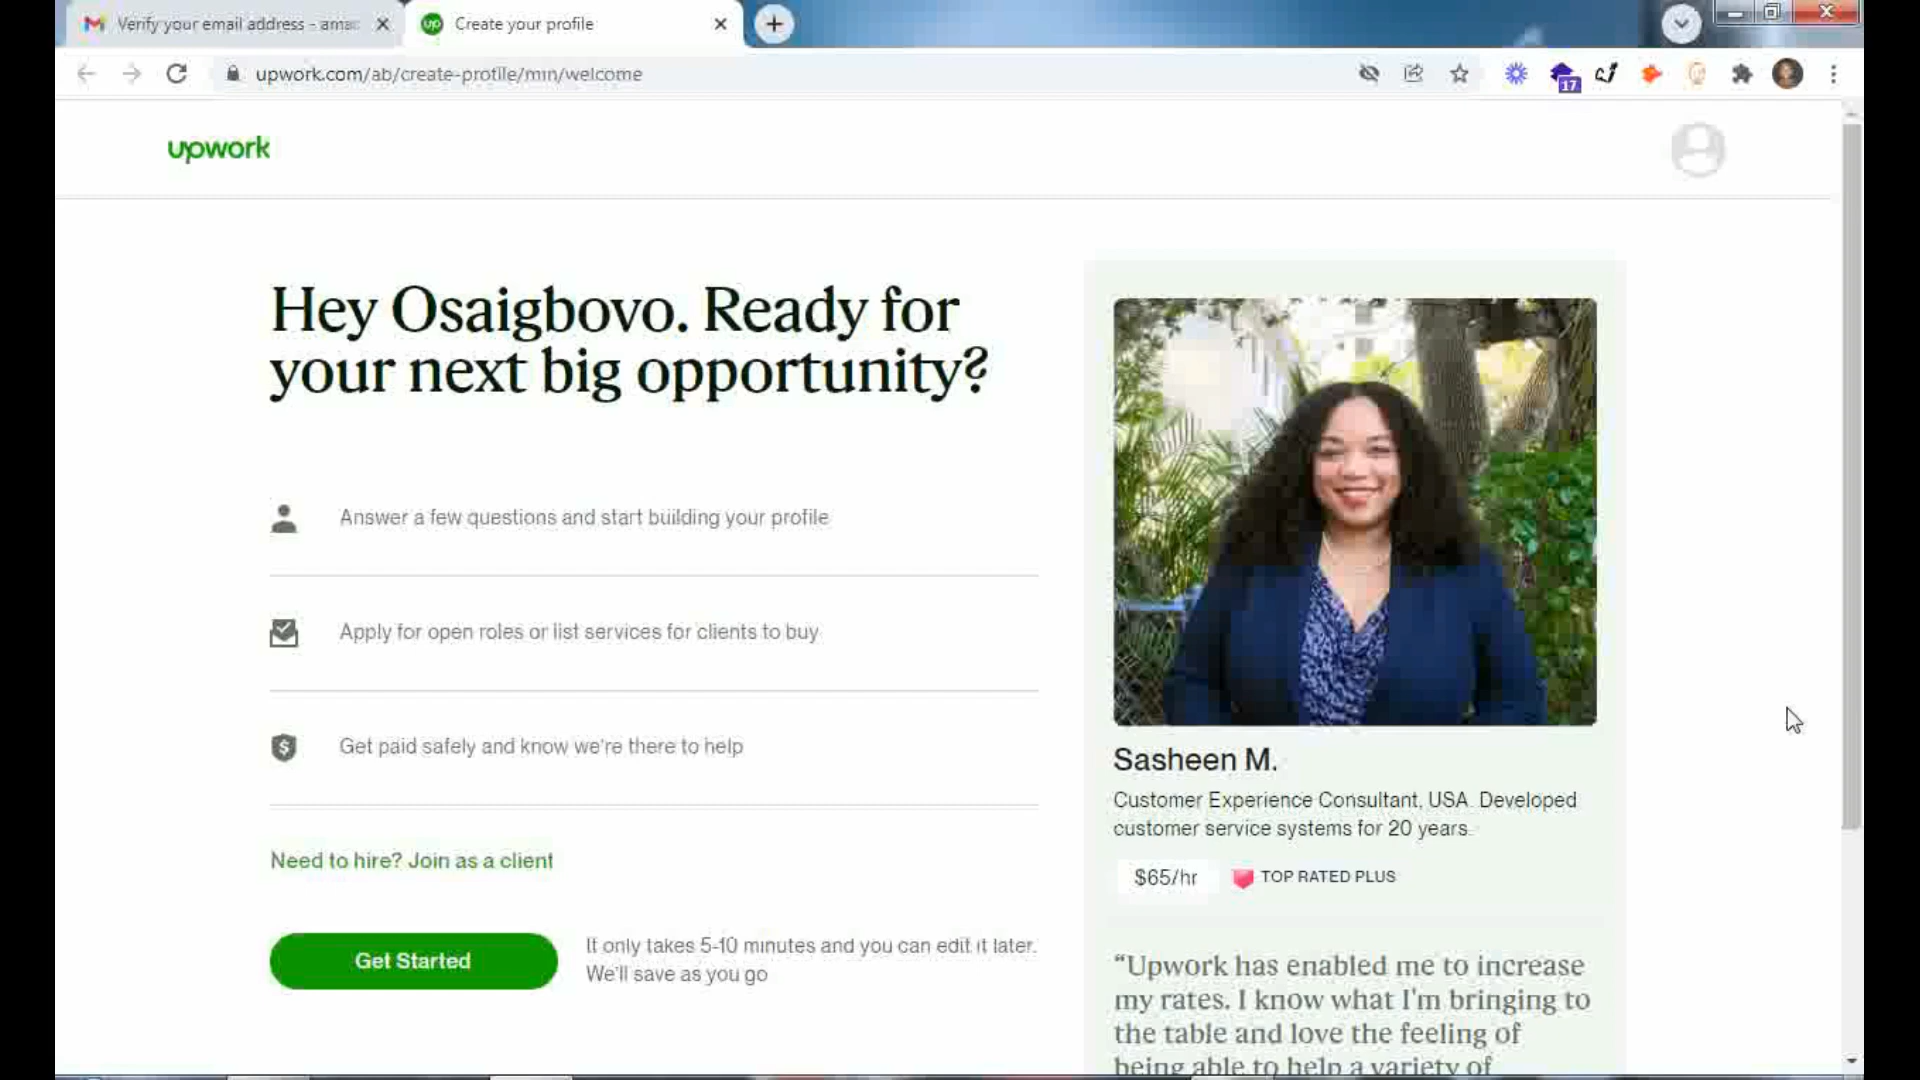 Verify your email address - amac
Create your profile
upwork.com/ab/create-profile/min/welcome
17
upwork
Hey Osaigbovo. Ready for
your next big opportunity?
Answer a few questions and start building your profile
Apply for open roles or list services for clients to buy
Get paid safely and know we're there to help
Need to hire? Join as a client
Get Started
It only takes 5-10 minutes and you can edit it later.
We'll save as you go
Sasheen M.
Customer Experience Consultant, USA. Developed
customer service systems for 20 years.
$65/hr
TOP RATED PLUS
“Upwork has enabled me to increase
my rates. I know what I'm bringing to
the table and love the feeling of
being able to help a variety of